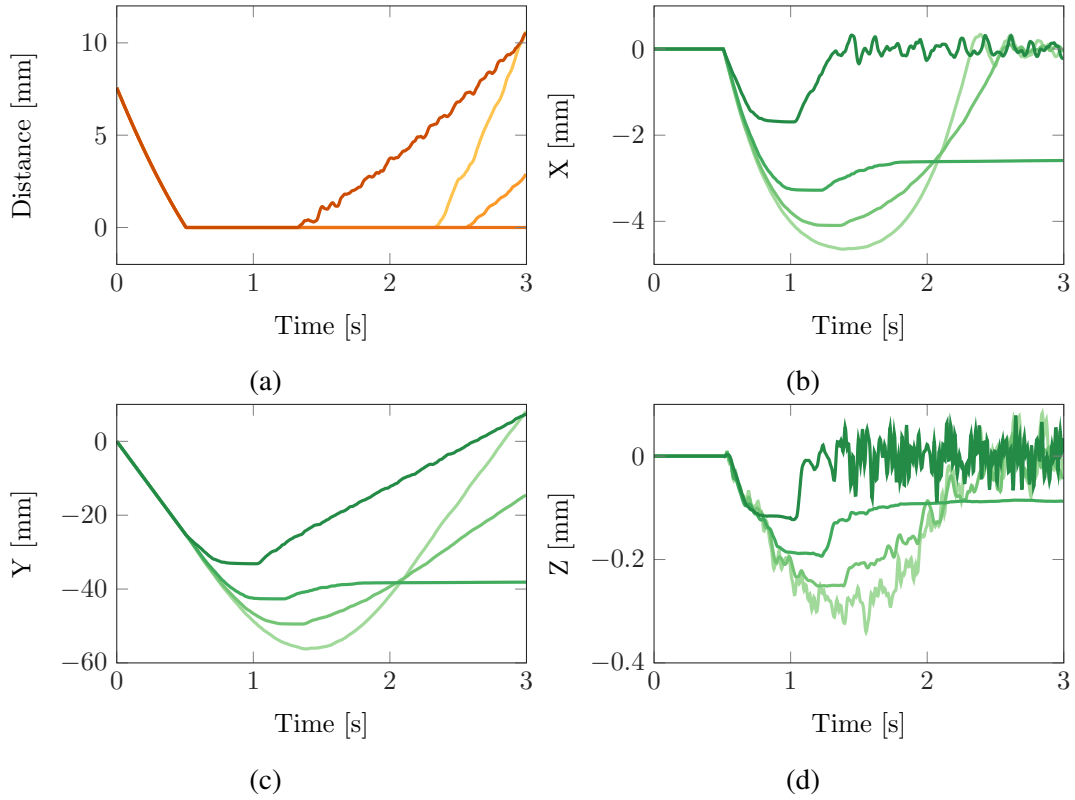 10
5
0
Distance [mm]
0 1 2 3
Time [s]
(a)
0
−2
−4
X [mm]
0 1 2 3
Time [s]
(b)
0
−20
−40
−60
Y [mm]
0 1 2 3
Time [s]
(c)
0
−0.2
−0.4
Z [mm]
0 1 2 3
Time [s]
(d)